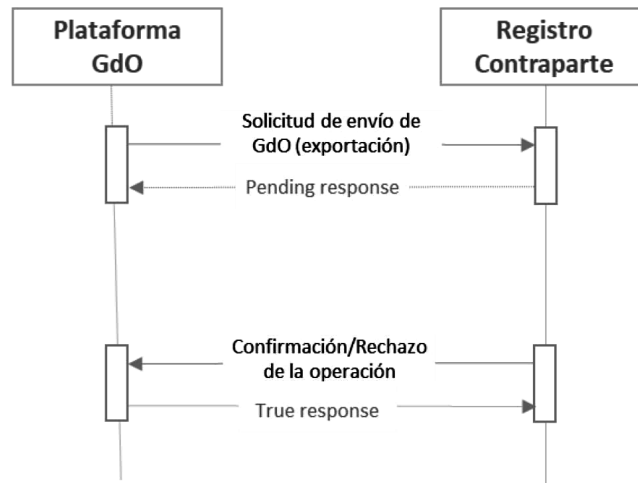 Plataforma
GdO
Registro
Contraparte
Solicitud de envío de
GdO (exportación)
Pending response
Confirmación/Rechazo
de la operación
True response